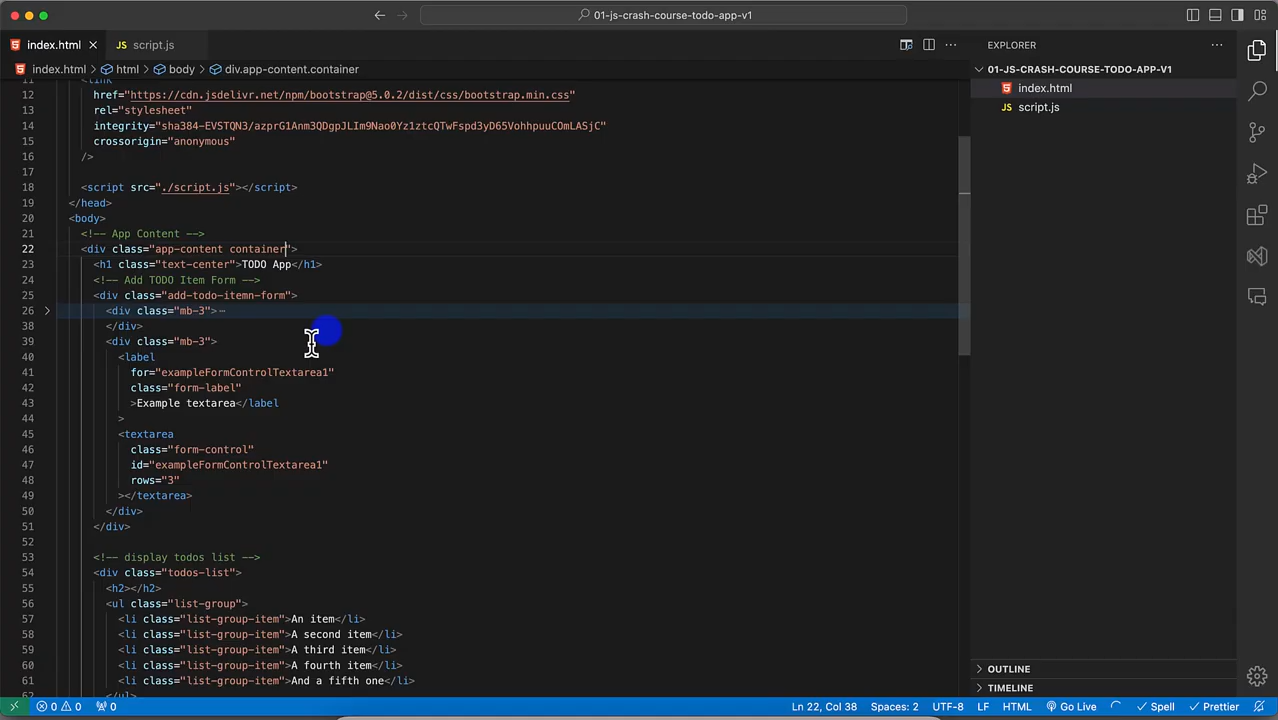 01-js-crash-course-todo-app-v1
index.html
JS script.js
EXPLORER
index.html > html > body > div.app-content.container
01-JS-CRASH-COURSE-TODO-APP-V1
index.html
JS script.js
11 <link
12 href="https://cdn.jsdelivr.net/npm/bootstrap@5.0.2/dist/css/bootstrap.min.css"
13 rel="stylesheet"
14 integrity="sha384-EVSTQN3/azprG1Anm3QDgpJLIm9Nao0Yz1ztcQTwFspd3yD65VohhpuuCOmLASjC"
15 crossorigin="anonymous"
16 />
17
18 <script src="./script.js"></script>
19 </head>
20 <body>
21 <!-- App Content -->
22 <div class="app-content container">
23 <h1 class="text-center">TODO App</h1>
24 <!-- Add TODO Item Form -->
25 <div class="add-todo-itemn-form">
26 <div class="mb-3">⋯
38 </div>
39 <div class="mb-3">
40 <label
41 for="exampleFormControlTextarea1"
42 class="form-label"
43 >Example textarea</label
44 >
45 <textarea
46 class="form-control"
47 id="exampleFormControlTextarea1"
48 rows="3"
49 ></textarea>
50 </div>
51 </div>
52
53 <!-- display todos list -->
54 <div class="todos-list">
55 <h2></h2>
56 <ul class="list-group">
57 <li class="list-group-item">An item</li>
58 <li class="list-group-item">A second item</li>
59 <li class="list-group-item">A third item</li>
60 <li class="list-group-item">A fourth item</li>
61 <li class="list-group-item">And a fifth one</li>
62 </ul>
OUTLINE
TIMELINE
0 0 0
Ln 22, Col 38 Spaces: 2 UTF-8 LF HTML Go Live Spell Prettier